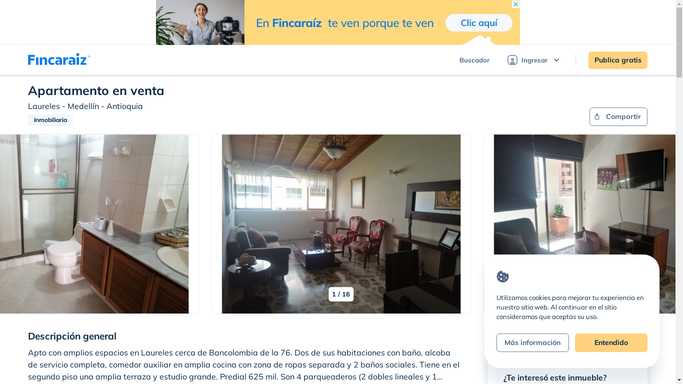 En Fincaraíz te ven porque te ven
Clic aquí
Fincaraíz
Buscador
Ingresar
Publica gratis
Apartamento en venta
Laureles - Medellín - Antioquia
Inmobiliaria
Compartir
1 / 16
Utilizamos cookies para mejorar tu experiencia en
nuestro sitio web. Al continuar en el sitio
consideramos que aceptas su uso.
Más información
Entendido
Descripción general
Apto con amplios espacios en Laureles cerca de Bancolombia de la 76. Dos de sus habitaciones con baño, alcoba
de servicio completa, comedor auxiliar en amplia cocina con zona de ropas separada y 2 baños sociales. Tiene en el
segundo piso una amplia terraza y estudio grande. Predial 625 mil. Son 4 parqueaderos (2 dobles lineales y 1...
¿Te interesó este inmueble?